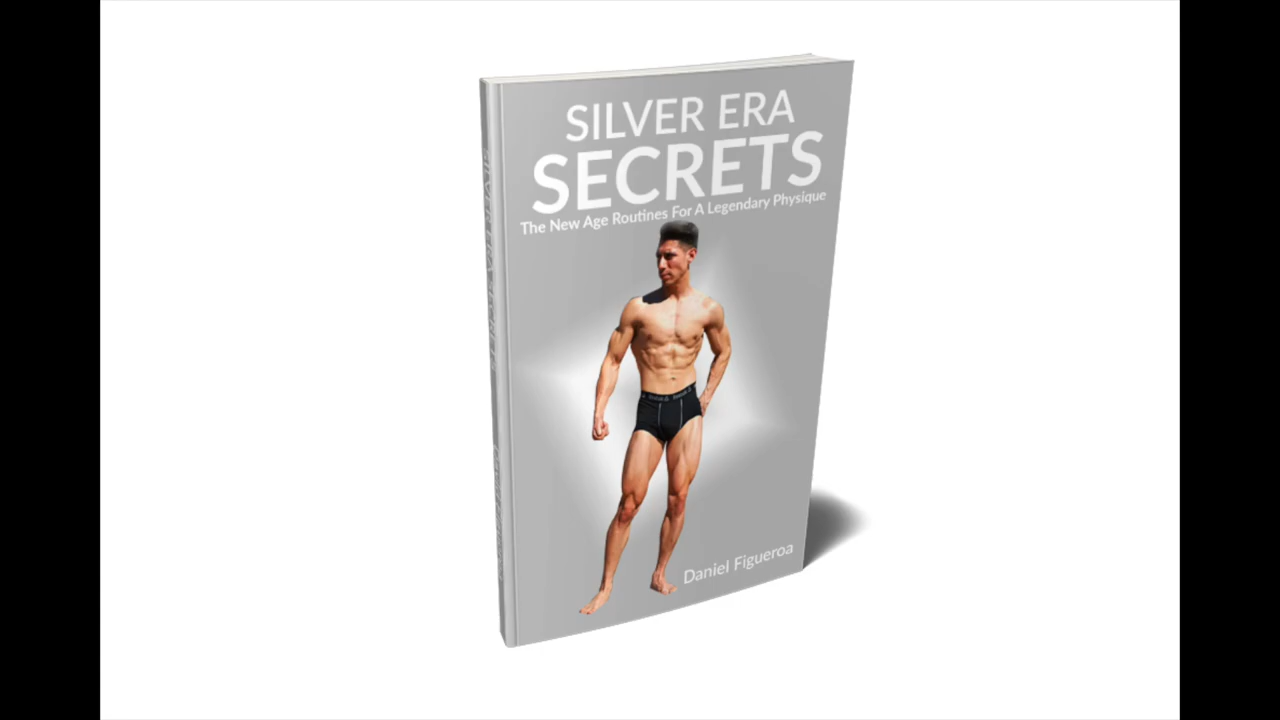 SILVER ERA
SECRETS
The New Age Routines For A Legendary Physique
Daniel Figueroa